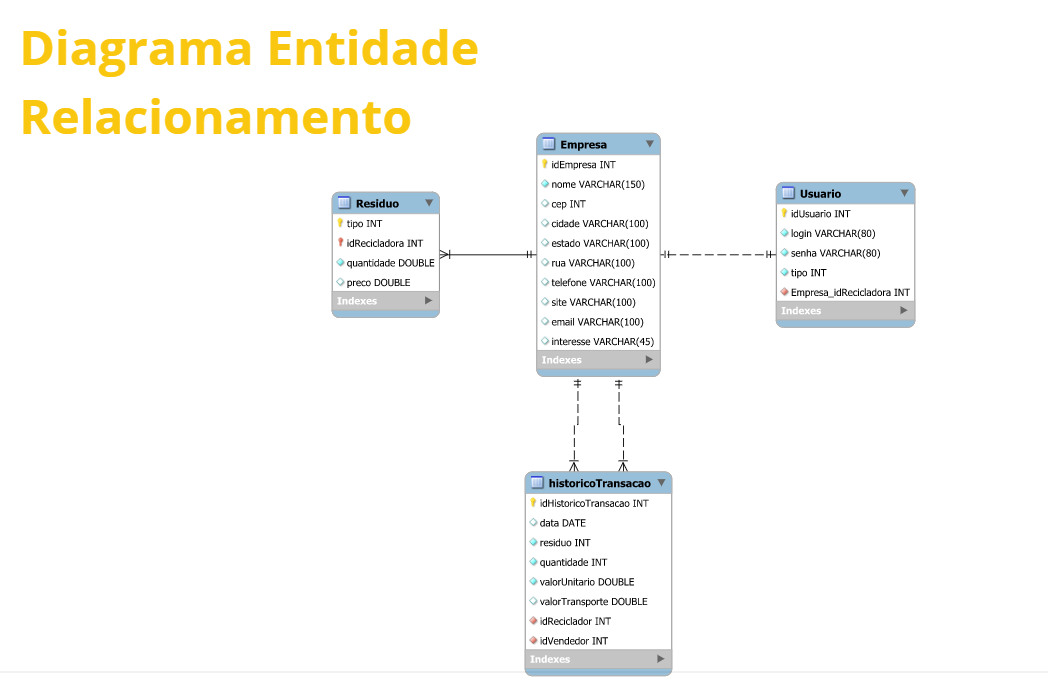 Diagrama Entidade
Relacionamento
Empresa
idEmpresa INT
nome VARCHAR(150)
cep INT
cidade VARCHAR(100)
estado VARCHAR(100)
rua VARCHAR(100)
telefone VARCHAR(100)
site VARCHAR(100)
email VARCHAR(100)
interesse VARCHAR(45)
Indexes
Residuo
tipo INT
idRecicladora INT
quantidade DOUBLE
preco DOUBLE
Indexes
Usuario
idUsuario INT
login VARCHAR(80)
senha VARCHAR(80)
tipo INT
Empresa_idRecicladora INT
Indexes
historicoTransacao
idHistoricoTransacao INT
data DATE
residuo INT
quantidade INT
valorUnitario DOUBLE
valorTransporte DOUBLE
idReciclador INT
idVendedor INT
Indexes